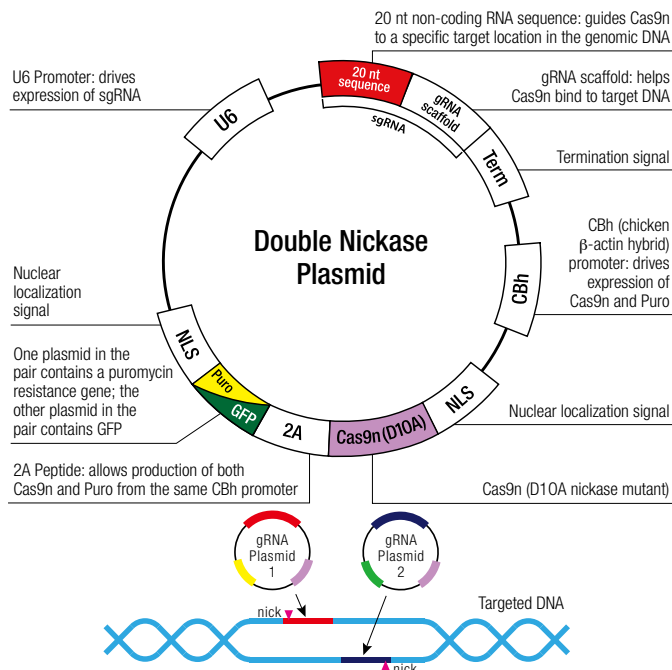 20 nt non-coding RNA sequence: guides Cas9n
to a specific target location in the genomic DNA
U6 Promoter: drives
expression of sgRNA
gRNA scaffold: helps
Cas9n bind to target DNA
U6
20 nt
sequence
gRNA
scaffold
sgRNA
Term
Termination signal
Double Nickase
Plasmid
CBh (chicken
β-actin hybrid)
promoter: drives
expression of
Cas9n and Puro
CBh
Nuclear
localization
signal
NLS
One plasmid in the
pair contains a puromycin
resistance gene; the
other plasmid in the
pair contains GFP
Puro
GFP
2A
Cas9n (D10A)
NLS
Nuclear localization signal
2A Peptide: allows production of both
Cas9n and Puro from the same CBh promoter
Cas9n (D10A nickase mutant)
gRNA
Plasmid
1
gRNA
Plasmid
2
nick
Targeted DNA
nick